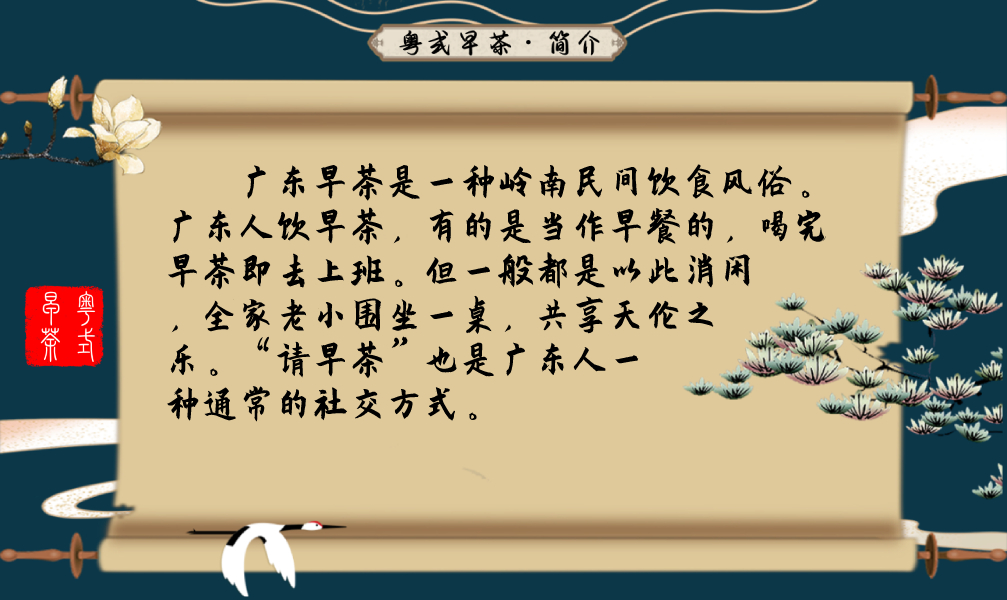 粤式早茶·简介
广东早茶是一种岭南民间饮食风俗。
广东人饮早茶，有的是当作早餐的，喝完
早茶即去上班。但一般都是以此消闲
，全家老小围坐一桌，共享天伦之
乐。“请早茶”也是广东人一
种通常的社交方式。
粤式
早茶